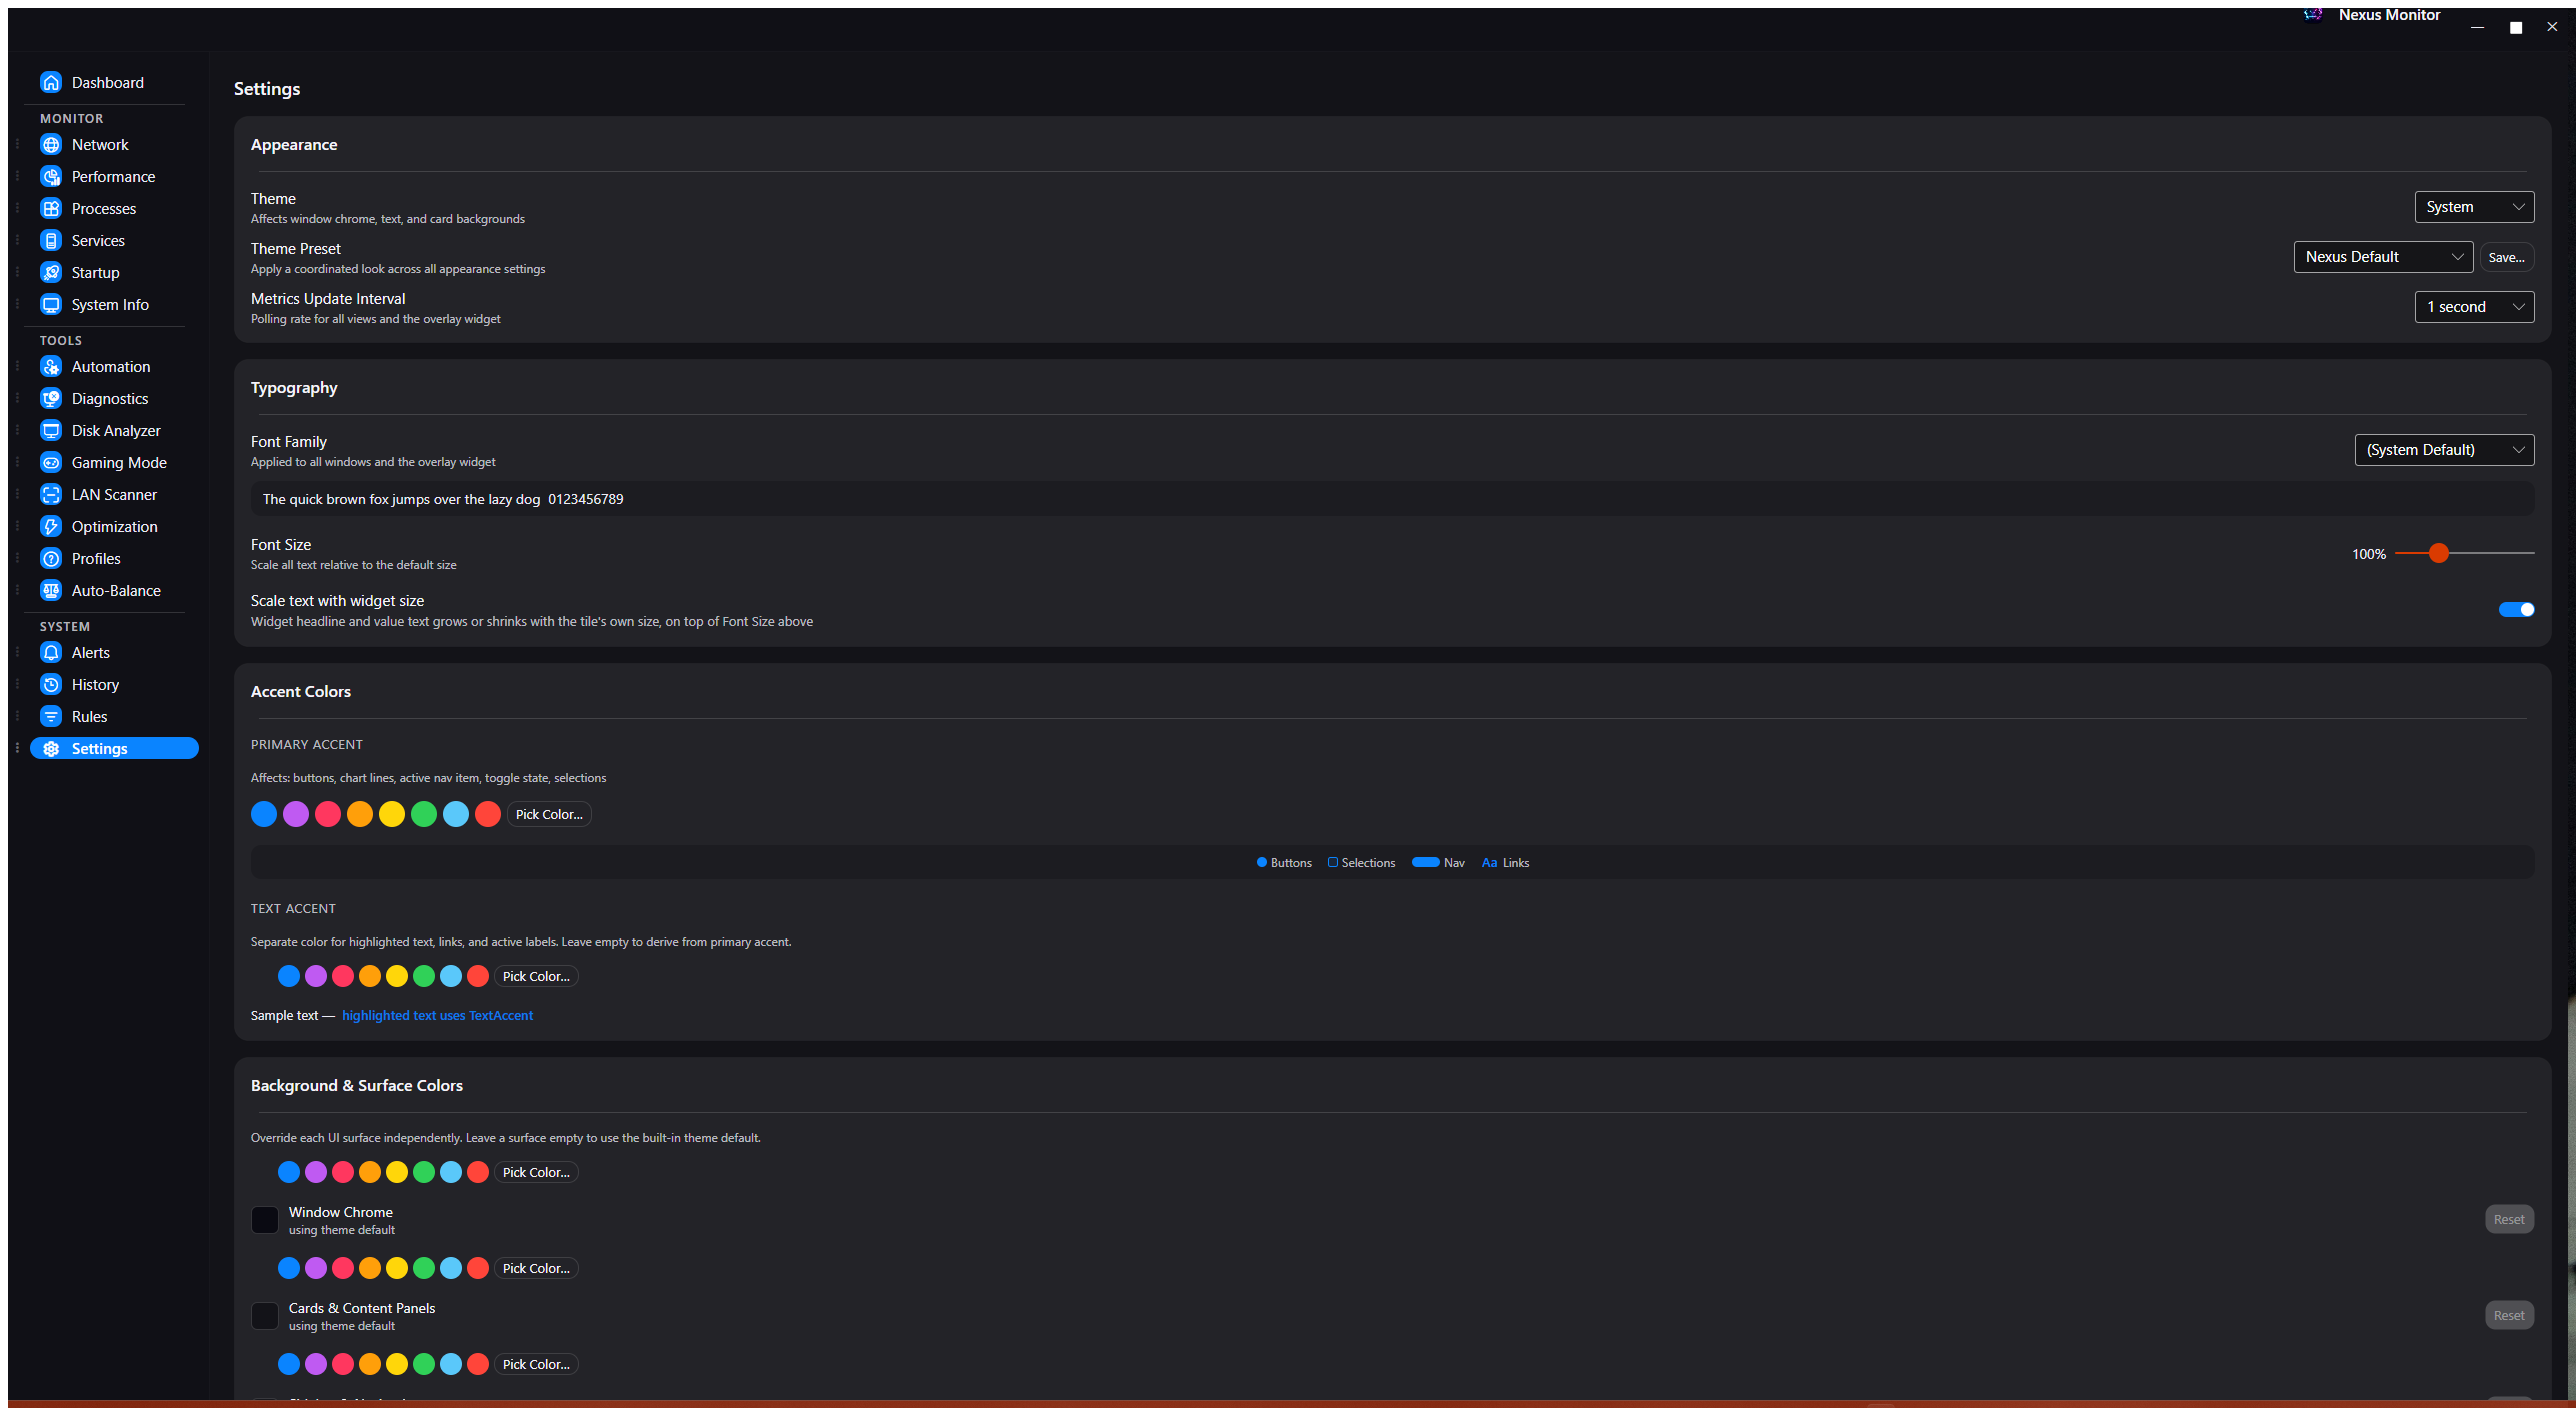 Nexus Monitor
Dashboard
MONITOR
Network
Performance
Processes
Services
Startup
System Info
TOOLS
Automation
Diagnostics
Disk Analyzer
Gaming Mode
LAN Scanner
Optimization
Profiles
Auto-Balance
SYSTEM
Alerts
History
Rules
Settings
Settings
Appearance
Theme
Affects window chrome, text, and card backgrounds
System
Theme Preset
Apply a coordinated look across all appearance settings
Nexus Default
Save...
Metrics Update Interval
Polling rate for all views and the overlay widget
1 second
Typography
Font Family
Applied to all windows and the overlay widget
(System Default)
The quick brown fox jumps over the lazy dog 0123456789
Font Size
Scale all text relative to the default size
100%
Scale text with widget size
Widget headline and value text grows or shrinks with the tile's own size, on top of Font Size above
Accent Colors
PRIMARY ACCENT
Affects: buttons, chart lines, active nav item, toggle state, selections
Pick Color...
Buttons Selections Nav Aa Links
TEXT ACCENT
Separate color for highlighted text, links, and active labels. Leave empty to derive from primary accent.
Pick Color...
Sample text — highlighted text uses TextAccent
Background & Surface Colors
Override each UI surface independently. Leave a surface empty to use the built-in theme default.
Pick Color...
Window Chrome
using theme default
Reset
Pick Color...
Cards & Content Panels
using theme default
Reset
Pick Color...